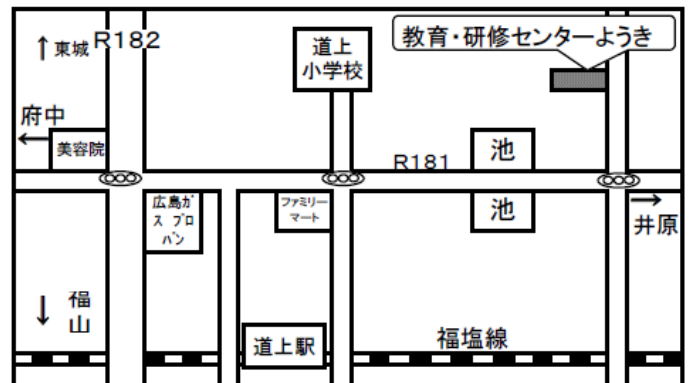 ↑東城
R182
道上
小学校
教育・研修センターようき
府中
←
美容院
R181
池
広島ガ
ス プロ
パン
ファミリー
マート
池
→
井原
↓
福
山
道上駅
福塩線